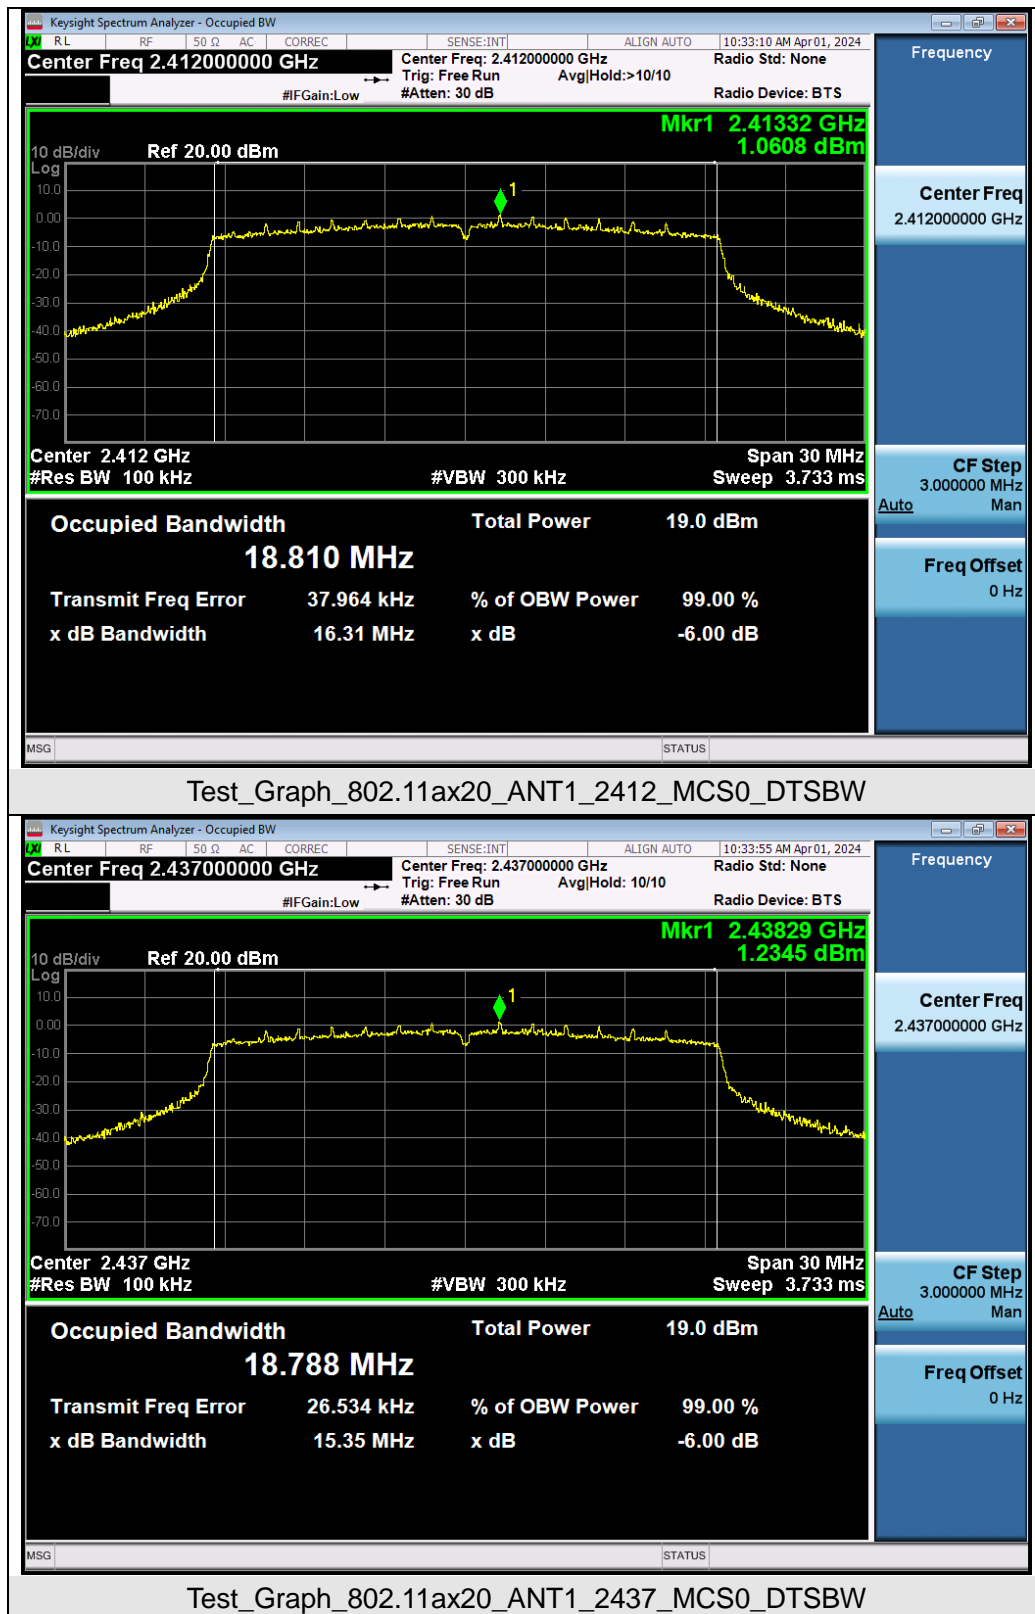 Keysight Spectrum Analyzer - Occupied BW
LXI RL RF 50 Ω AC CORREC SENSE:INT ALIGN AUTO 10:33:10 AM Apr 01, 2024
Center Freq 2.412000000 GHz
Center Freq: 2.412000000 GHz
Radio Std: None
Trig: Free Run Avg|Hold:>10/10
#IFGain:Low #Atten: 30 dB Radio Device: BTS
Frequency
Mkr1 2.41332 GHz
1.0608 dBm
10 dB/div Ref 20.00 dBm
Log
10.0
0.00
-10.0
-20.0
-30.0
-40.0
-50.0
-60.0
-70.0
1
Center Freq
2.412000000 GHz
Center 2.412 GHz Span 30 MHz
#Res BW 100 kHz #VBW 300 kHz Sweep 3.733 ms
CF Step
3.000000 MHz
Auto Man
Occupied Bandwidth Total Power 19.0 dBm
18.810 MHz
Transmit Freq Error 37.964 kHz % of OBW Power 99.00 %
x dB Bandwidth 16.31 MHz x dB -6.00 dB
Freq Offset
0 Hz
MSG STATUS
Test_Graph_802.11ax20_ANT1_2412_MCS0_DTSBW
Keysight Spectrum Analyzer - Occupied BW
LXI RL RF 50 Ω AC CORREC SENSE:INT ALIGN AUTO 10:33:55 AM Apr 01, 2024
Center Freq 2.437000000 GHz
Center Freq: 2.437000000 GHz
Radio Std: None
Trig: Free Run Avg|Hold: 10/10
#IFGain:Low #Atten: 30 dB Radio Device: BTS
Frequency
Mkr1 2.43829 GHz
1.2345 dBm
10 dB/div Ref 20.00 dBm
Log
10.0
0.00
-10.0
-20.0
-30.0
-40.0
-50.0
-60.0
-70.0
1
Center Freq
2.437000000 GHz
Center 2.437 GHz Span 30 MHz
#Res BW 100 kHz #VBW 300 kHz Sweep 3.733 ms
CF Step
3.000000 MHz
Auto Man
Occupied Bandwidth Total Power 19.0 dBm
18.788 MHz
Transmit Freq Error 26.534 kHz % of OBW Power 99.00 %
x dB Bandwidth 15.35 MHz x dB -6.00 dB
Freq Offset
0 Hz
MSG STATUS
Test_Graph_802.11ax20_ANT1_2437_MCS0_DTSBW